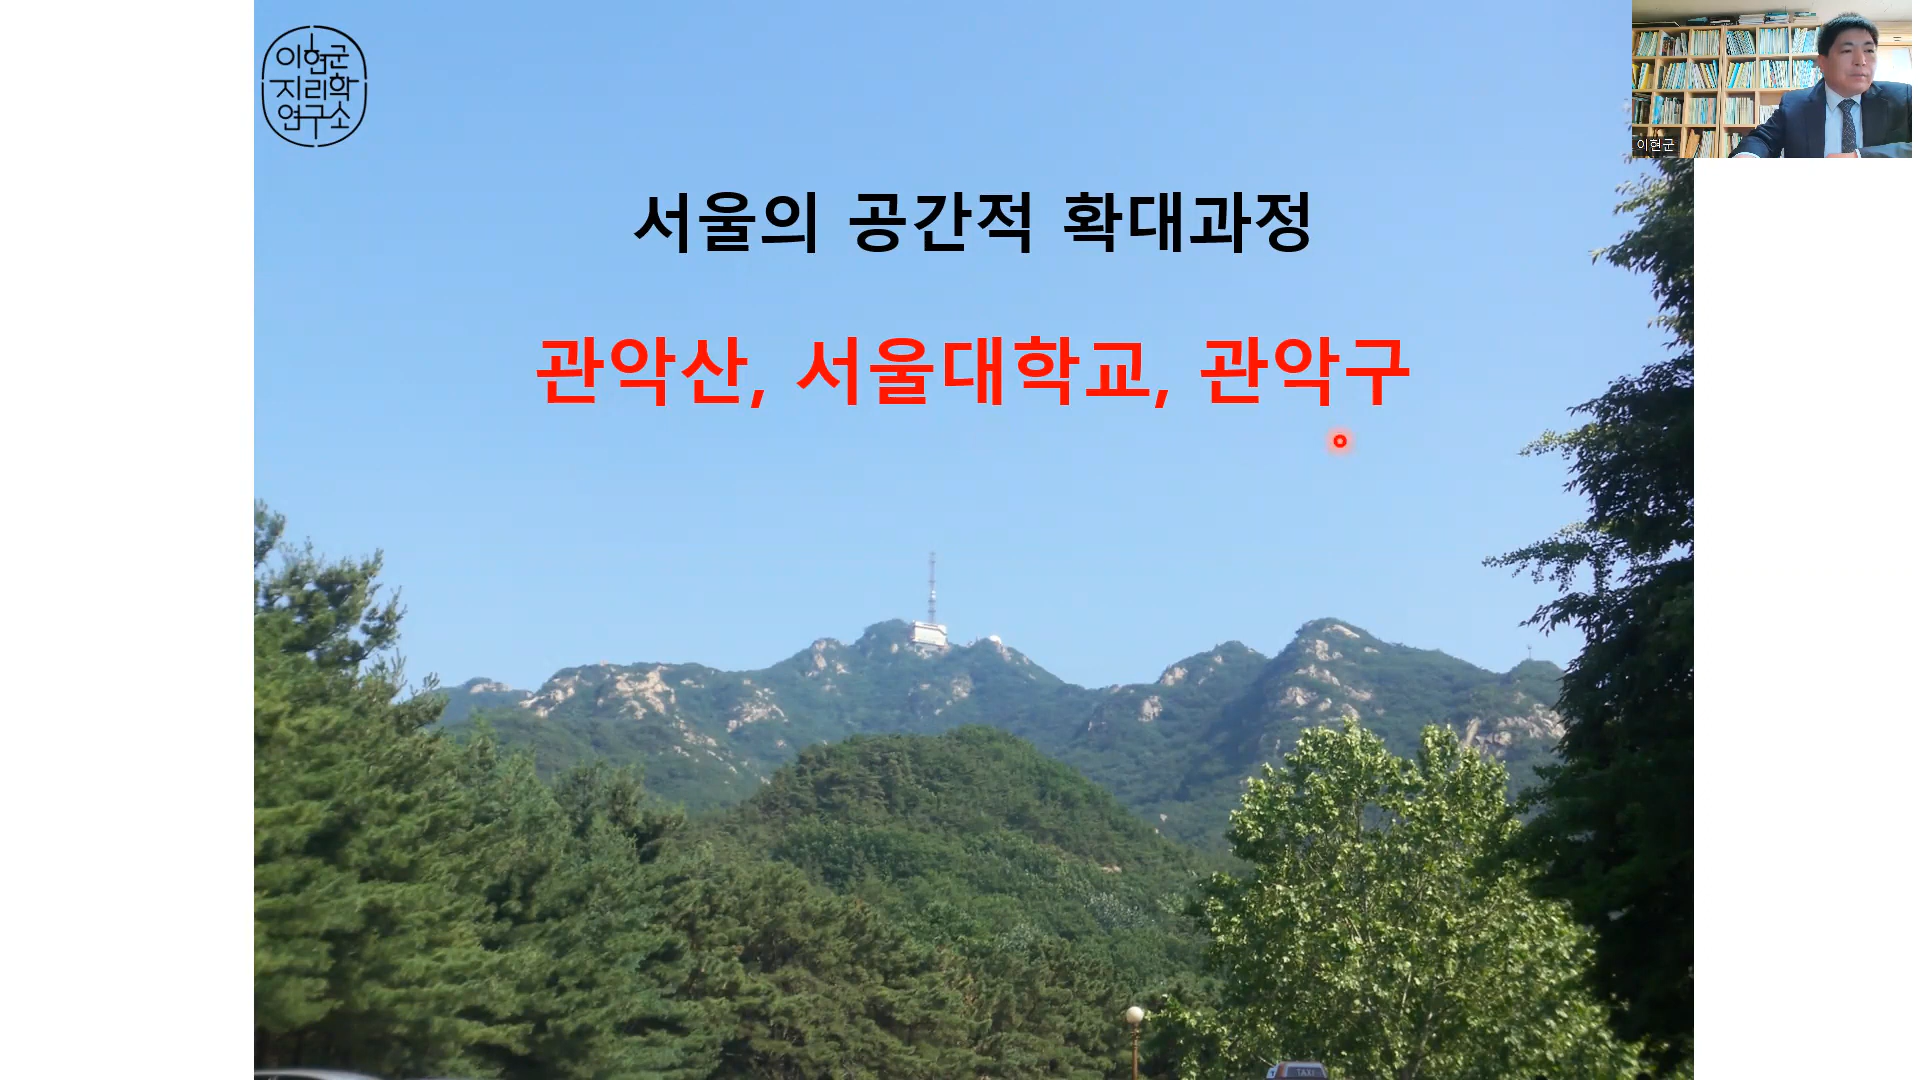 이현군
지리학
연구소
서울의 공간적 확대과정
관악산, 서울대학교, 관악구
이현군
TAXI